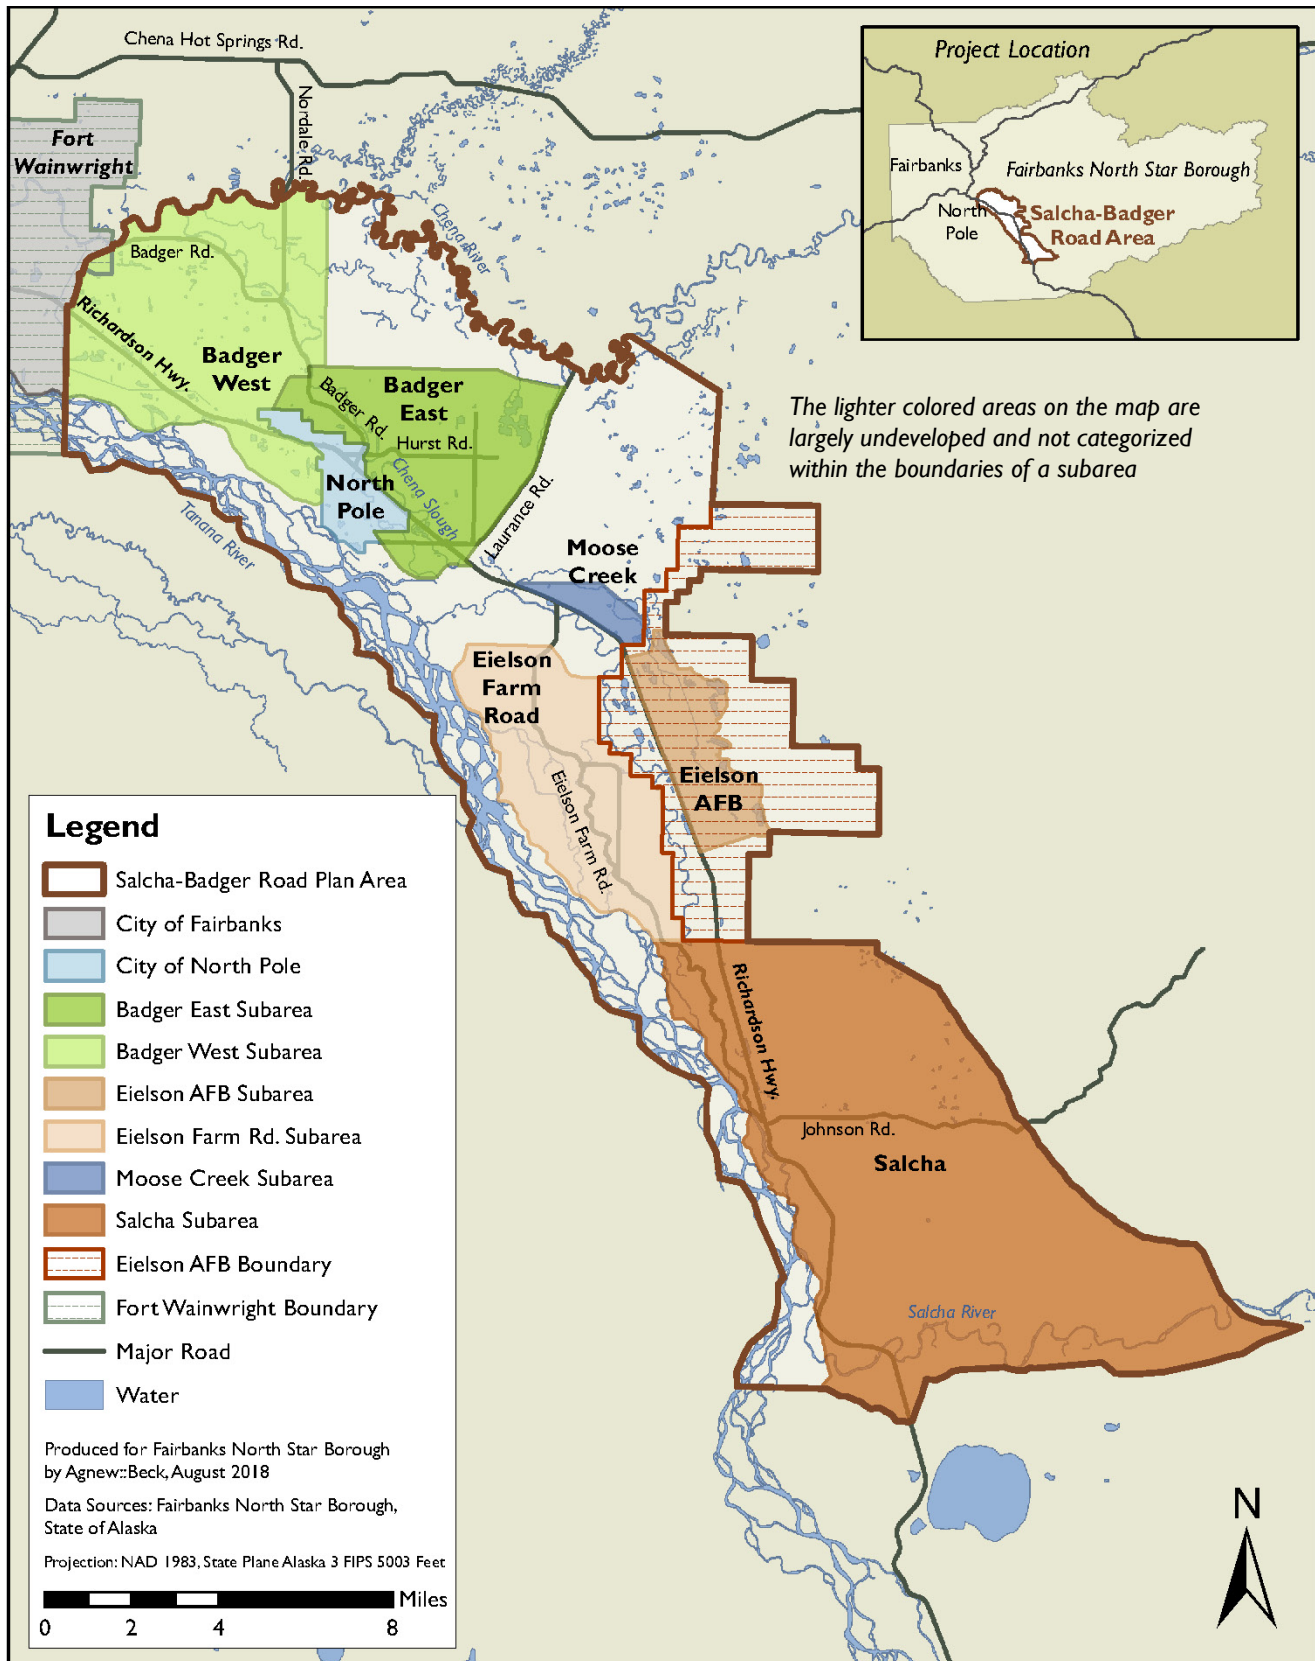 Chena Hot Springs Rd.
Nordale Rd.
Fort
Wainwright
Project Location
Fairbanks
Fairbanks North Star Borough
North
Pole
Salcha-Badger
Road Area
Chena River
Badger Rd.
Richardson Hwy.
Badger
West
Badger
East
Badger Rd.
Hurst Rd.
The lighter colored areas on the map are
largely undeveloped and not categorized
within the boundaries of a subarea
North
Pole
Chena Slough
Laurance Rd.
Tanana River
Moose
Creek
Eielson
Farm
Road
Eielson
AFB
Eielson Farm Rd.
Richardson Hwy.
Johnson Rd.
Salcha
Salcha River
Legend
Salcha-Badger Road Plan Area
City of Fairbanks
City of North Pole
Badger East Subarea
Badger West Subarea
Eielson AFB Subarea
Eielson Farm Rd. Subarea
Moose Creek Subarea
Salcha Subarea
Eielson AFB Boundary
Fort Wainwright Boundary
Major Road
Water
Produced for Fairbanks North Star Borough
by Agnew::Beck, August 2018
Data Sources: Fairbanks North Star Borough,
State of Alaska
Projection: NAD 1983, State Plane Alaska 3 FIPS 5003 Feet
Miles
0 2 4 8
N